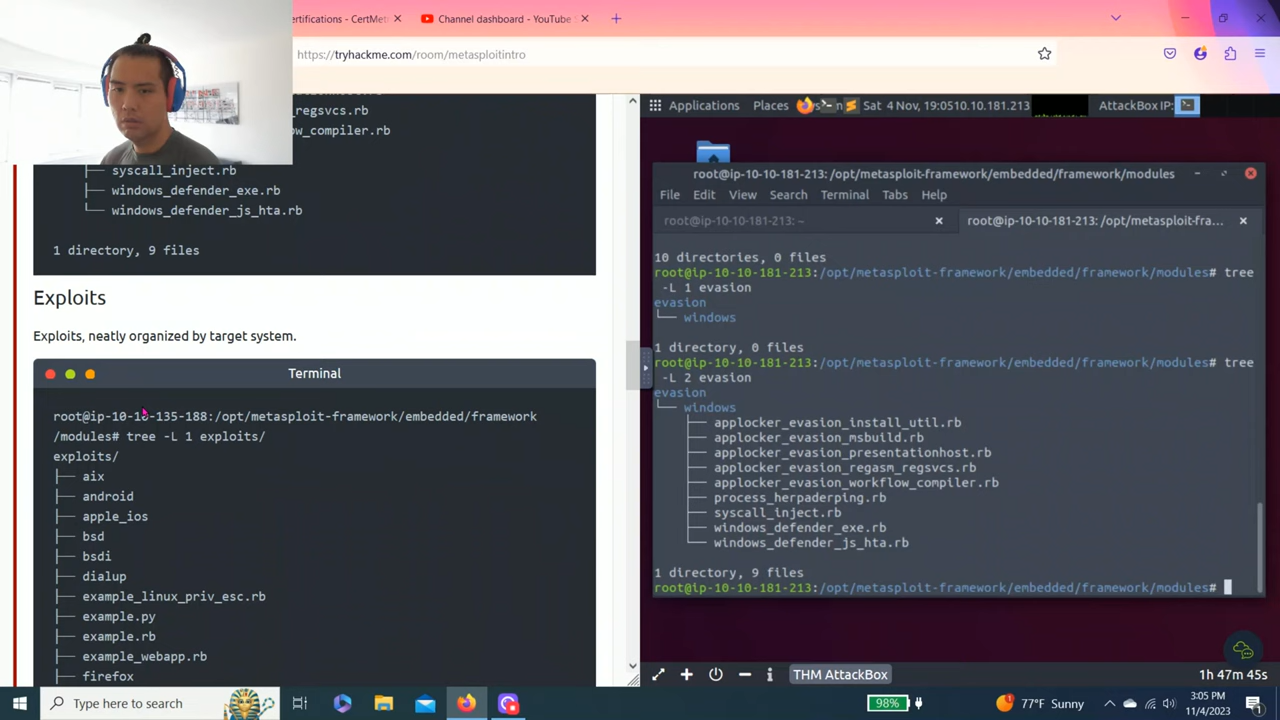 ertifications - CertMetr
Channel dashboard - YouTube
https://tryhackme.com/room/metasploitintro
_regsvcs.rb
ow_compiler.rb
├── syscall_inject.rb
├── windows_defender_exe.rb
└── windows_defender_js_hta.rb
1 directory, 9 files
Exploits
Exploits, neatly organized by target system.
Terminal
root@ip-10-10-135-188:/opt/metasploit-framework/embedded/framework
/modules# tree -L 1 exploits/
exploits/
├── aix
├── android
├── apple_ios
├── bsd
├── bsdi
├── dialup
├── example_linux_priv_esc.rb
├── example.py
├── example.rb
├── example_webapp.rb
├── firefox
Applications Places Sat 4 Nov, 19:05 10.10.181.213 AttackBox IP:
root@ip-10-10-181-213: /opt/metasploit-framework/embedded/framework/modules
File Edit View Search Terminal Tabs Help
root@ip-10-10-181-213: ~
root@ip-10-10-181-213: /opt/metasploit-fra...
10 directories, 0 files
root@ip-10-10-181-213:/opt/metasploit-framework/embedded/framework/modules# tree
-L 1 evasion
evasion
└── windows
1 directory, 0 files
root@ip-10-10-181-213:/opt/metasploit-framework/embedded/framework/modules# tree
-L 2 evasion
evasion
└── windows
├── applocker_evasion_install_util.rb
├── applocker_evasion_msbuild.rb
├── applocker_evasion_presentationhost.rb
├── applocker_evasion_regasm_regsvcs.rb
├── applocker_evasion_workflow_compiler.rb
├── process_herpaderping.rb
├── syscall_inject.rb
├── windows_defender_exe.rb
└── windows_defender_js_hta.rb
1 directory, 9 files
root@ip-10-10-181-213:/opt/metasploit-framework/embedded/framework/modules#
THM AttackBox
1h 47m 45s
Type here to search
98%
1
77°F Sunny
3:05 PM
11/4/2023
1